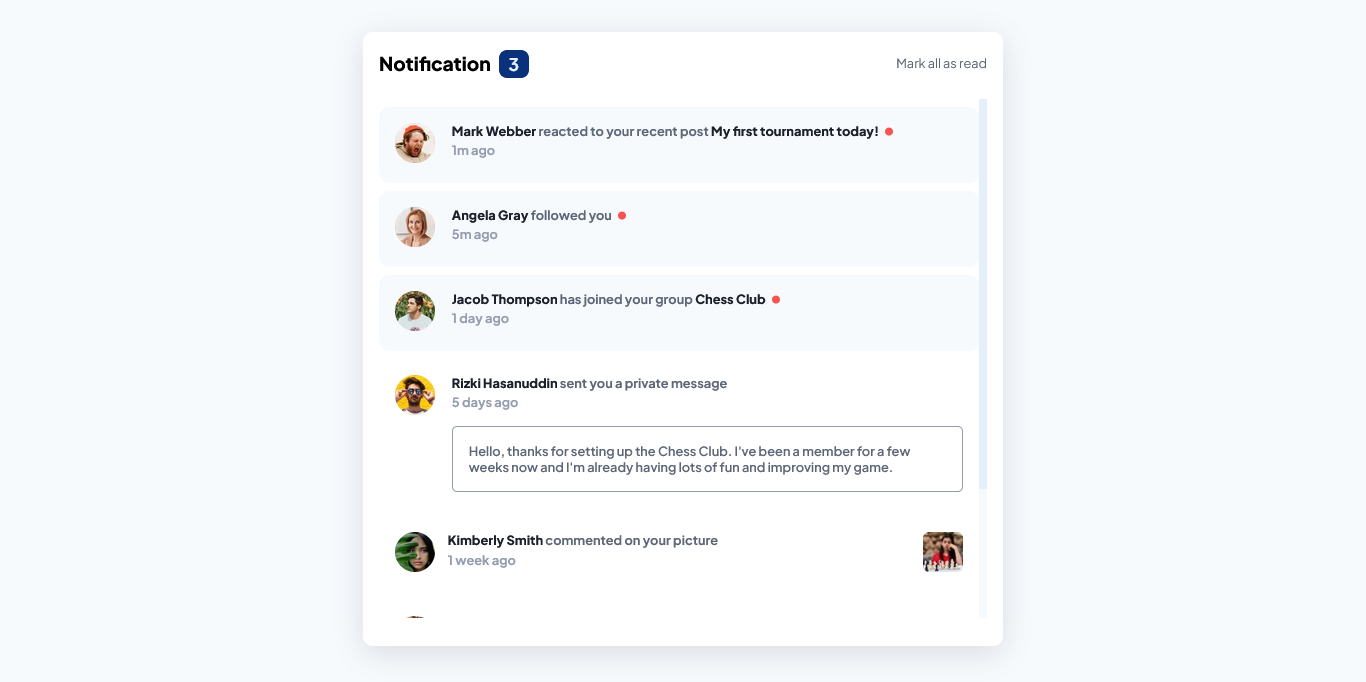 Notification 3
Mark all as read
Mark Webber reacted to your recent post My first tournament today!
1m ago
Angela Gray followed you
5m ago
Jacob Thompson has joined your group Chess Club
1 day ago
Rizki Hasanuddin sent you a private message
5 days ago
Hello, thanks for setting up the Chess Club. I've been a member for a few
weeks now and I'm already having lots of fun and improving my game.
Kimberly Smith commented on your picture
1 week ago